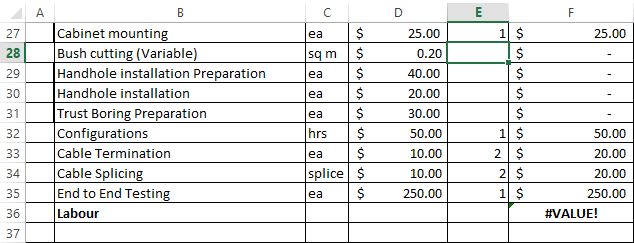 A B C D E F
27 Cabinet mounting ea $ 25.00 1 $ 25.00
28 Bush cutting (Variable) sq m $ 0.20 $ -
29 Handhole installation Preparation ea $ 40.00 $ -
30 Handhole installation ea $ 20.00 $ -
31 Trust Boring Preparation ea $ 30.00 $ -
32 Configurations hrs $ 50.00 1 $ 50.00
33 Cable Termination ea $ 10.00 2 $ 20.00
34 Cable Splicing splice $ 10.00 2 $ 20.00
35 End to End Testing ea $ 250.00 1 $ 250.00
36 Labour #VALUE!
37